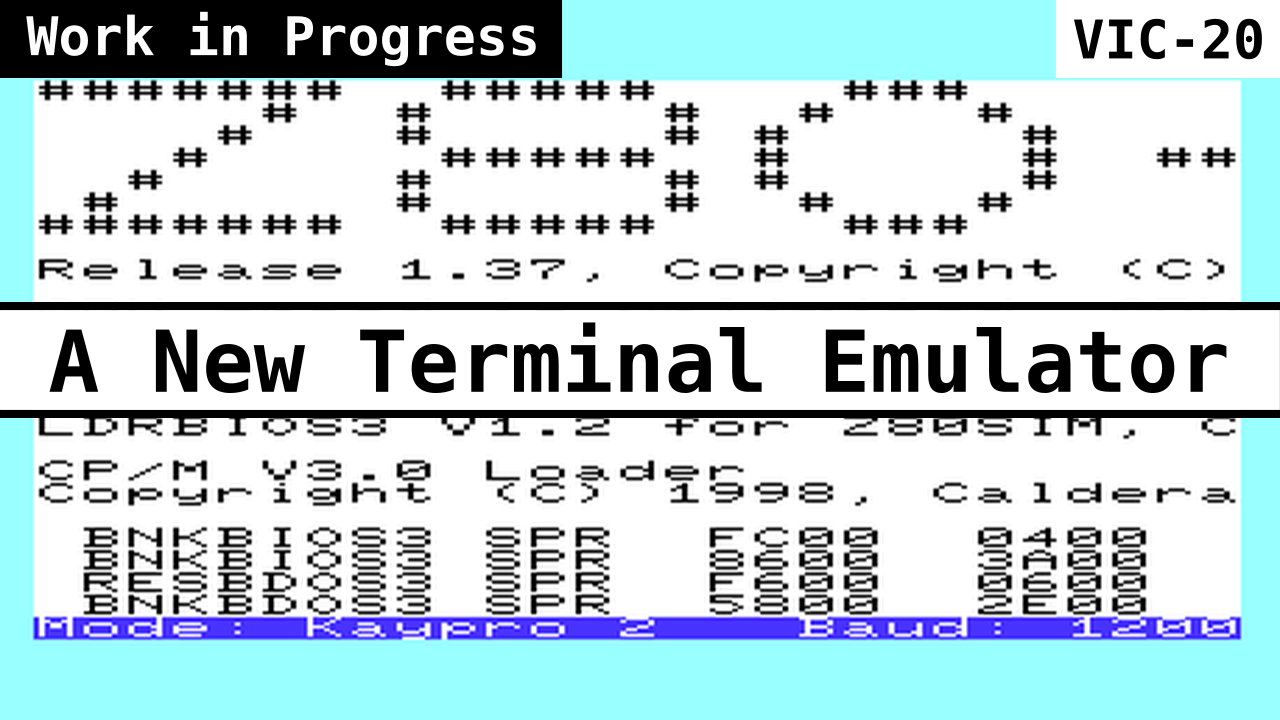 Work in Progress
VIC-20
####### ##### ###
# # # # #
# # # # #
# ##### # # ##
# # # # #
# # # # #
####### ##### ###
Release 1.37, Copyright (C)
A New Terminal Emulator
LDRBIOS3 V1.2 for Z80SIM, C
CP/M V3.0 Loader
Copyright (C) 1998, Caldera
BNKBIOS3 SPR FC00 0400
BNKBIOS3 SPR 9C00 3A00
RESBDOS3 SPR F600 0600
BNKBDOS3 SPR 5800 2E00
Mode: Kaypro 2 Baud: 1200